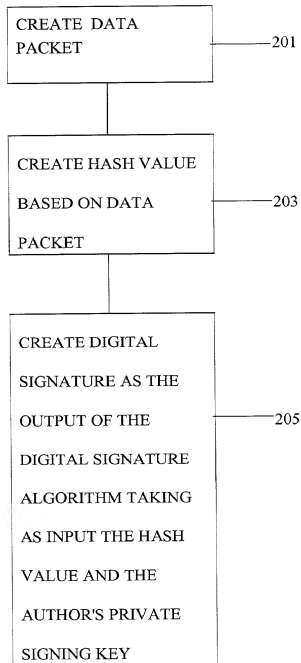 CREATE DATA
PACKET
201
CREATE HASH VALUE
BASED ON DATA
PACKET
203
CREATE DIGITAL
SIGNATURE AS THE
OUTPUT OF THE
DIGITAL SIGNATURE
ALGORITHM TAKING
AS INPUT THE HASH
VALUE AND THE
AUTHOR'S PRIVATE
SIGNING KEY
205